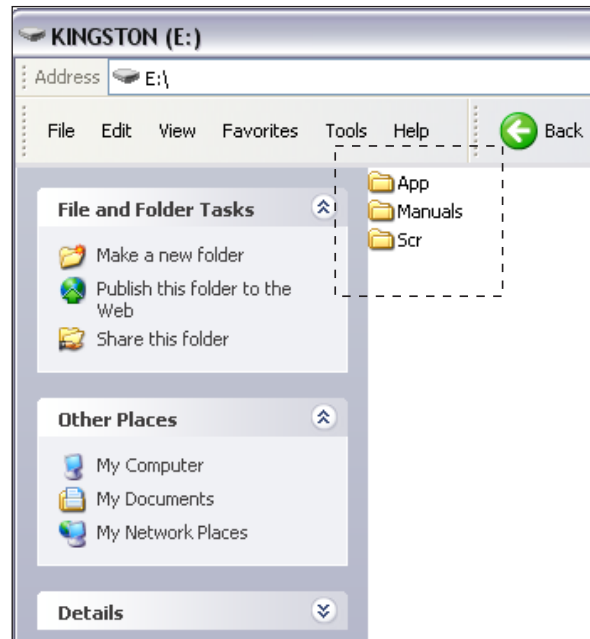 KINGSTON (E:)
Address E:\
File Edit View Favorites Tools Help Back
File and Folder Tasks
Make a new folder
Publish this folder to the
Web
Share this folder
Other Places
My Computer
My Documents
My Network Places
Details
App
Manuals
Scr